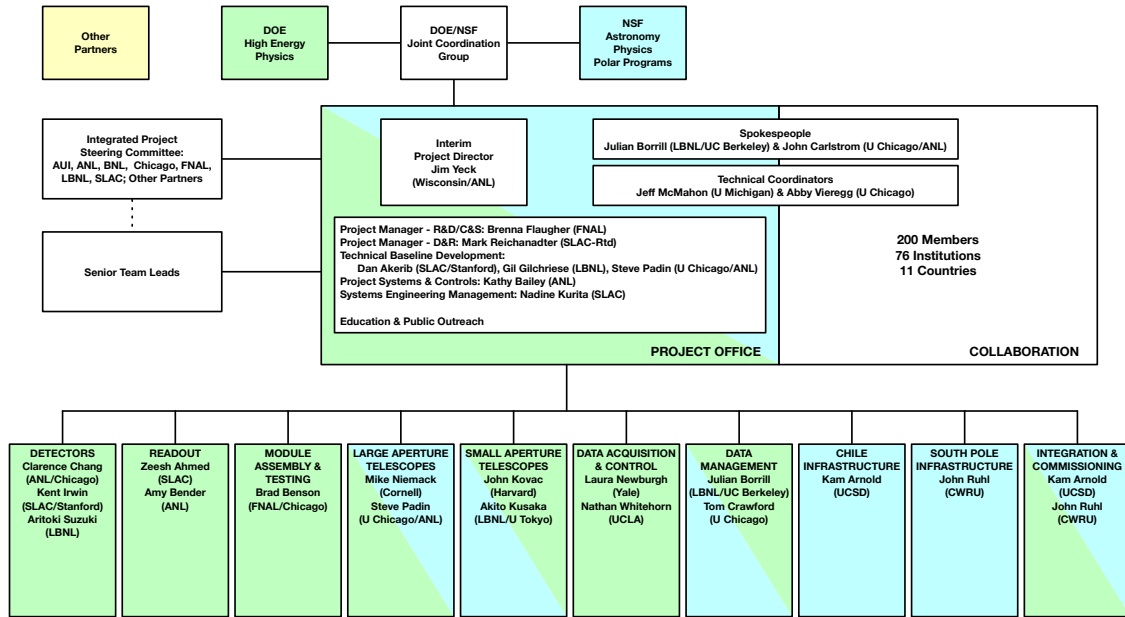 Other
Partners
DOE
High Energy
Physics
DOE/NSF
Joint Coordination
Group
NSF
Astronomy
Physics
Polar Programs
Integrated Project
Steering Committee:
AUI, ANL, BNL, Chicago, FNAL,
LBNL, SLAC; Other Partners
Senior Team Leads
Interim
Project Director
Jim Yeck
(Wisconsin/ANL)
Spokespeople
Julian Borrill (LBNL/UC Berkeley) & John Carlstrom (U Chicago/ANL)
Technical Coordinators
Jeff McMahon (U Michigan) & Abby Vieregg (U Chicago)
Project Manager - R&D/C&S: Brenna Flaugher (FNAL)
Project Manager - D&R: Mark Reichanadter (SLAC-Rtd)
Technical Baseline Development:
Dan Akerib (SLAC/Stanford), Gil Gilchriese (LBNL), Steve Padin (U Chicago/ANL)
Project Systems & Controls: Kathy Bailey (ANL)
Systems Engineering Management: Nadine Kurita (SLAC)
Education & Public Outreach
200 Members
76 Institutions
11 Countries
PROJECT OFFICE
COLLABORATION
DETECTORS
Clarence Chang
(ANL/Chicago)
Kent Irwin
(SLAC/Stanford)
Aritoki Suzuki
(LBNL)
READOUT
Zeesh Ahmed
(SLAC)
Amy Bender
(ANL)
MODULE
ASSEMBLY &
TESTING
Brad Benson
(FNAL/Chicago)
LARGE APERTURE
TELESCOPES
Mike Niemack
(Cornell)
Steve Padin
(U Chicago/ANL)
SMALL APERTURE
TELESCOPES
John Kovac
(Harvard)
Akito Kusaka
(LBNL/U Tokyo)
DATA ACQUISITION
& CONTROL
Laura Newburgh
(Yale)
Nathan Whitehorn
(UCLA)
DATA
MANAGEMENT
Julian Borrill
(LBNL/UC Berkeley)
Tom Crawford
(U Chicago)
CHILE
INFRASTRUCTURE
Kam Arnold
(UCSD)
SOUTH POLE
INFRASTRUCTURE
John Ruhl
(CWRU)
INTEGRATION &
COMMISSIONING
Kam Arnold
(UCSD)
John Ruhl
(CWRU)